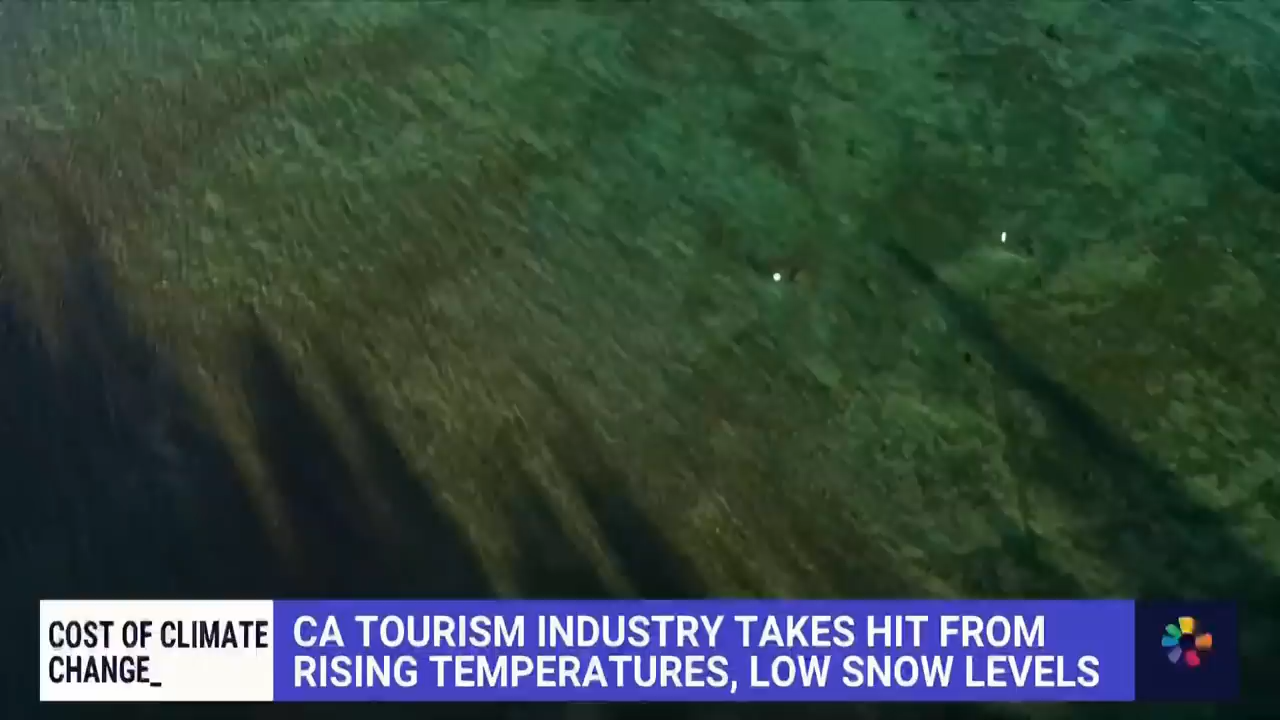 COST OF CLIMATE
CHANGE_
CA TOURISM INDUSTRY TAKES HIT FROM
RISING TEMPERATURES, LOW SNOW LEVELS